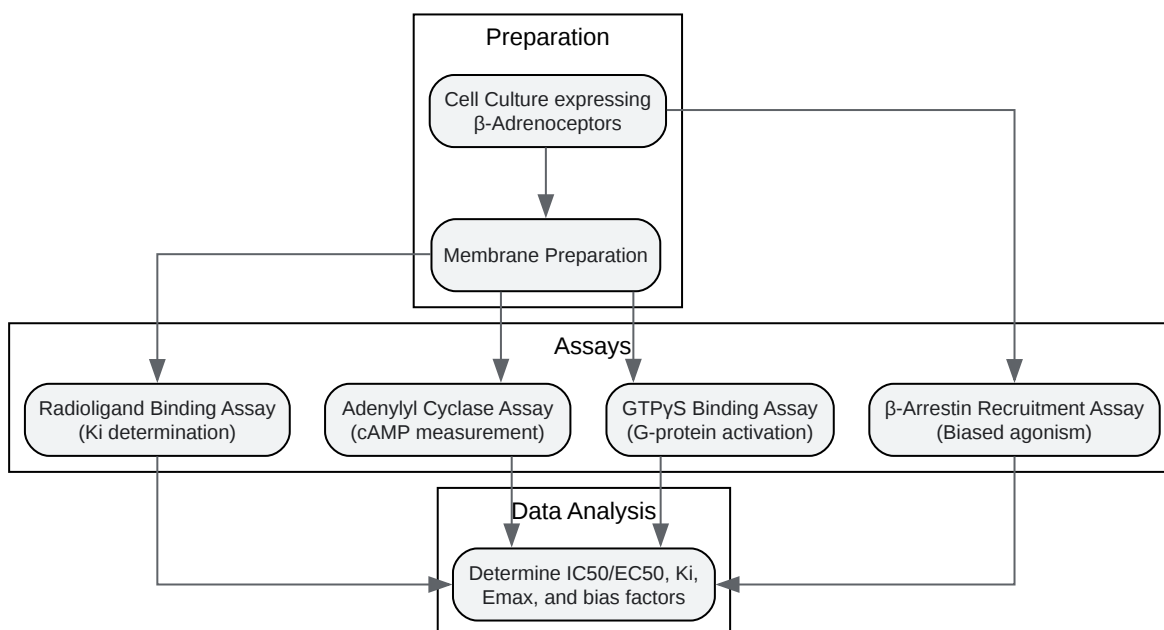 Preparation
Cell Culture expressing
β-Adrenoceptors
Membrane Preparation
Assays
Radioligand Binding Assay
(Ki determination)
Adenylyl Cyclase Assay
(cAMP measurement)
GTPγS Binding Assay
(G-protein activation)
β-Arrestin Recruitment Assay
(Biased agonism)
Data Analysis
Determine IC50/EC50, Ki,
Emax, and bias factors